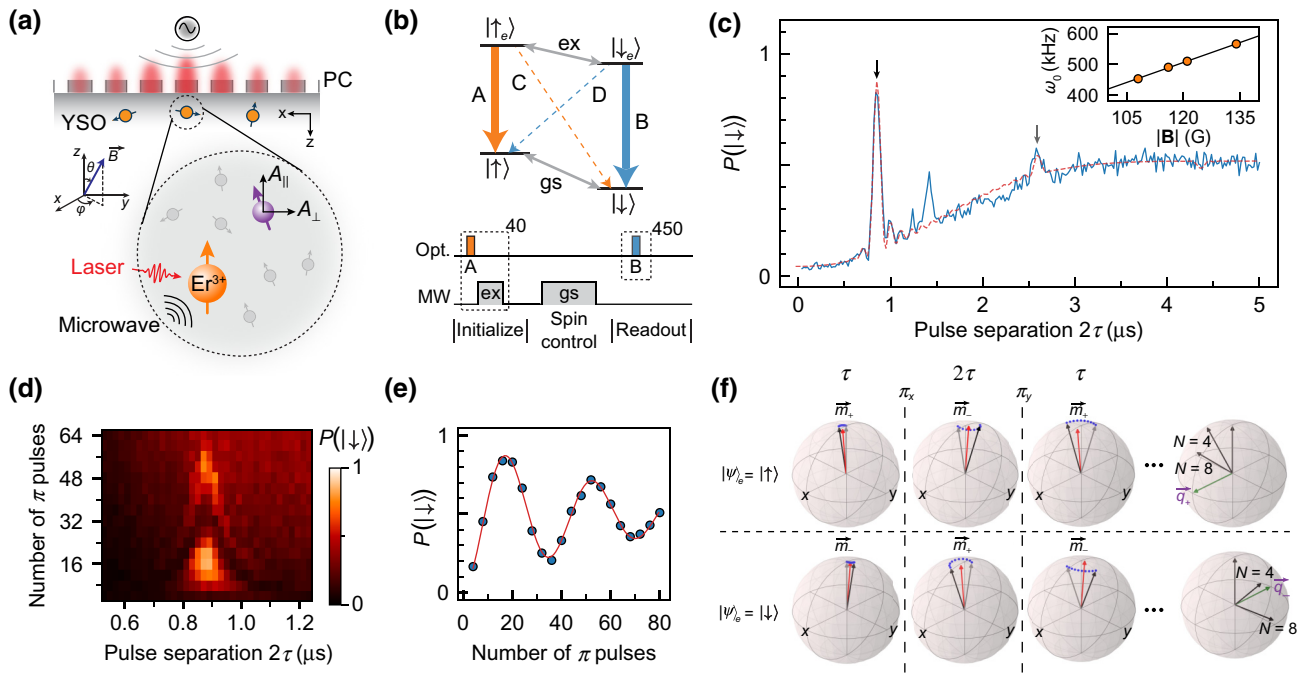 (a)
PC
YSO
x
z
z
B
θ
x
y
φ
A∥
A⊥
Laser
Er³⁺
Microwave
(b)
|↑ₑ⟩
ex
|↓ₑ⟩
A
C
D
B
|↑⟩
gs
|↓⟩
40
450
Opt.
A
B
MW
ex
gs
Initialize
Spin control
Readout
(c)
P(|↓⟩)
1
0
0
1
2
3
4
5
Pulse separation 2τ (μs)
ω₀ (kHz)
600
500
400
105
120
135
|B| (G)
(d)
Number of π pulses
64
48
32
16
0.6
0.8
1.0
1.2
Pulse separation 2τ (μs)
P(|↓⟩)
1
0
(e)
P(|↓⟩)
1
0
0
20
40
60
80
Number of π pulses
(f)
τ
2τ
τ
πₓ
π_y
m₊
m₋
m₊
|ψ⟩ₑ = |↑⟩
x
y
x
y
x
y
•••
N = 4
N = 8
q₊
m₋
m₊
m₋
|ψ⟩ₑ = |↓⟩
x
y
x
y
x
y
•••
N = 4
q₋
N = 8